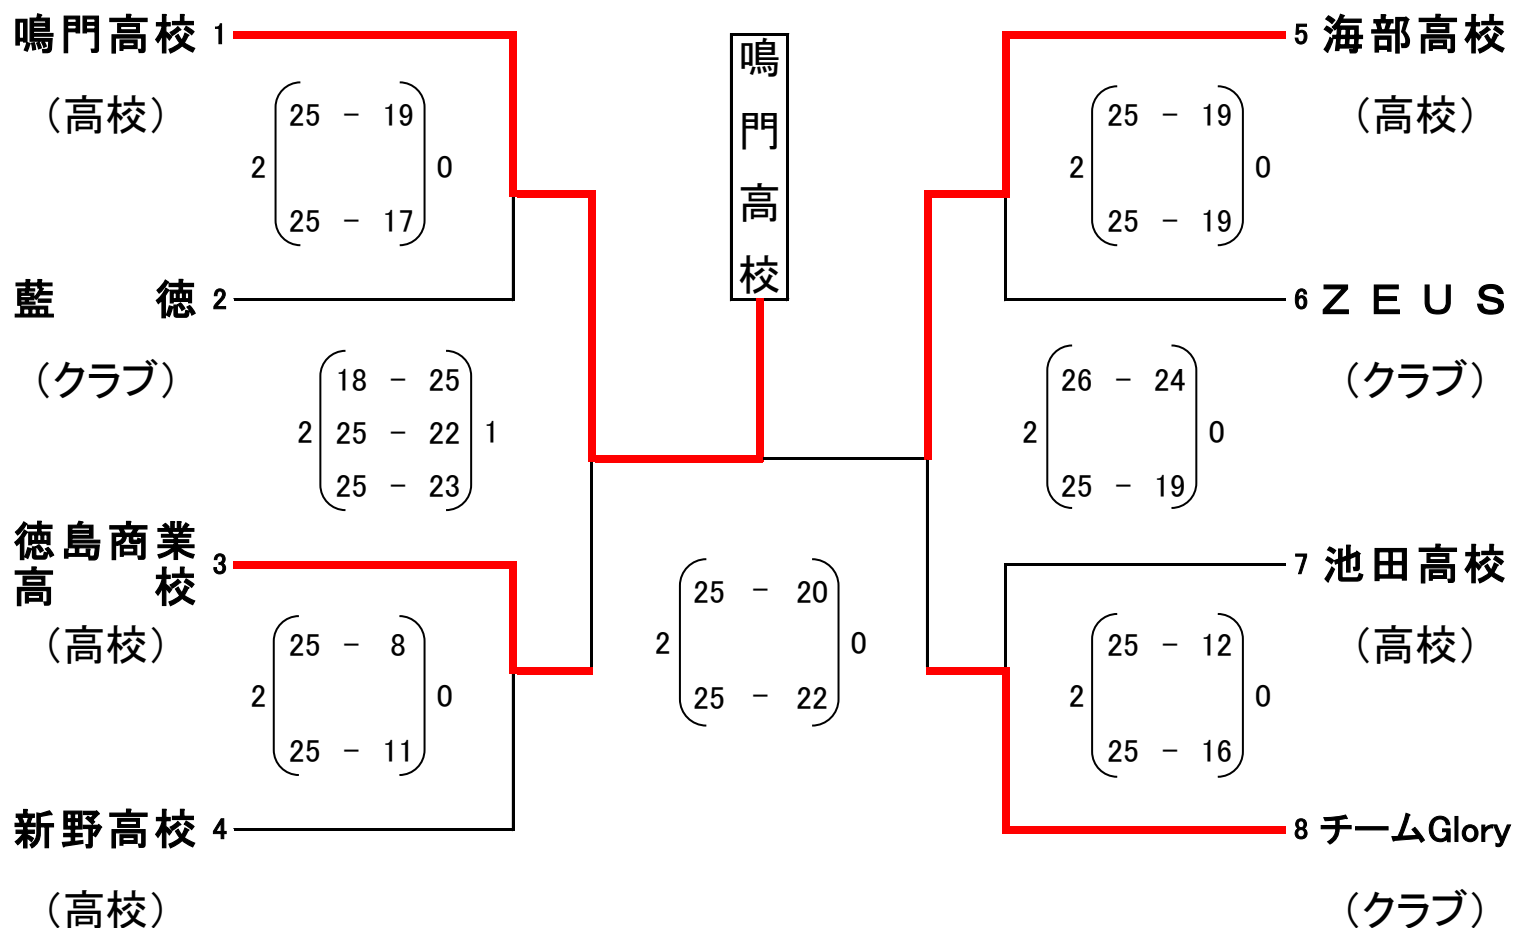 鳴門高校 1
（高校）
25 － 19
2 0
25 － 17
藍徳 2
（クラブ）
18 － 25
2 25 － 22 1
25 － 23
徳島商業
高校 3
（高校）
25 － 8
2 0
25 － 11
新野高校 4
（高校）
鳴門高校
25 － 20
2 0
25 － 22
5 海部高校
（高校）
25 － 19
2 0
25 － 19
6 ＺＥＵＳ
（クラブ）
26 － 24
2 0
25 － 19
7 池田高校
（高校）
25 － 12
2 0
25 － 16
8 チームGlory
（クラブ）